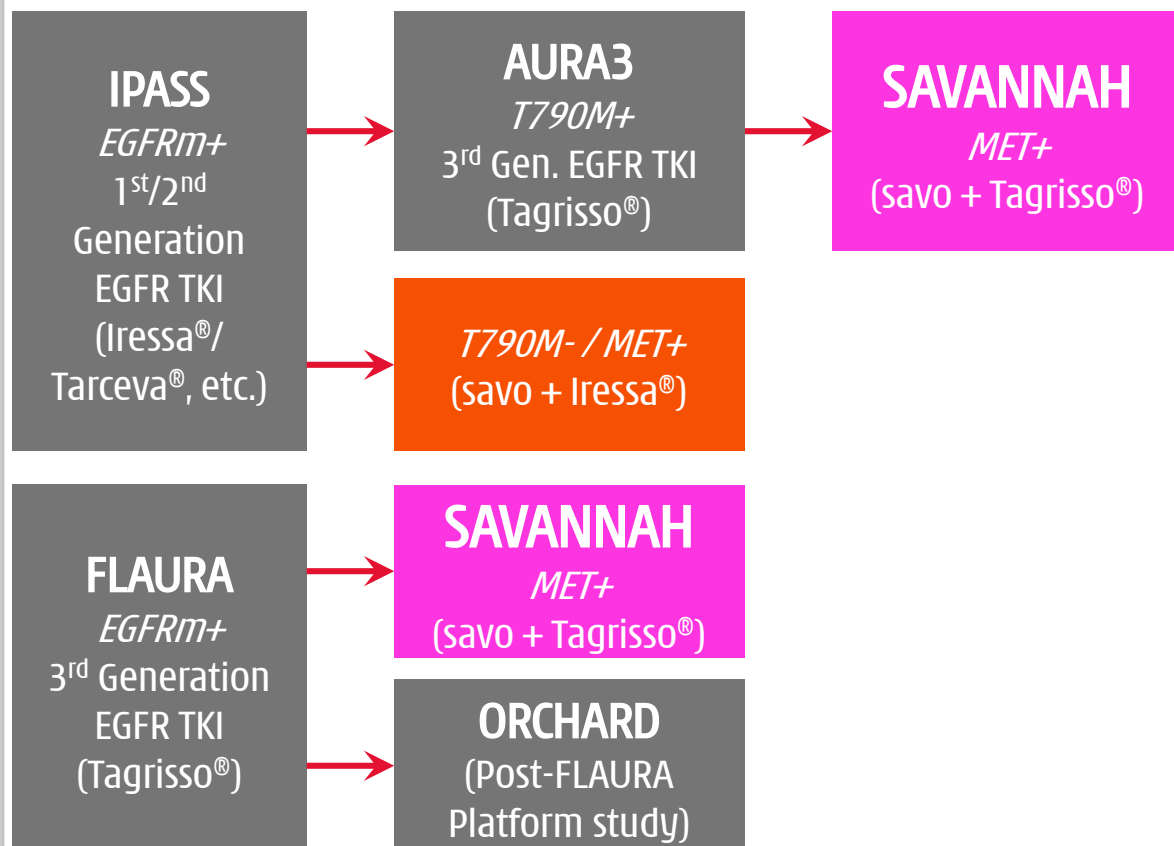 IPASS
EGFRm+
1st/2nd
Generation
EGFR TKI
(Iressa®/
Tarceva®, etc.)
AURA3
T790M+
3rd Gen. EGFR TKI
(Tagrisso®)
SAVANNAH
MET+
(savo + Tagrisso®)
T790M- / MET+
(savo + Iressa®)
FLAURA
EGFRm+
3rd Generation
EGFR TKI
(Tagrisso®)
SAVANNAH
MET+
(savo + Tagrisso®)
ORCHARD
(Post-FLAURA
Platform study)